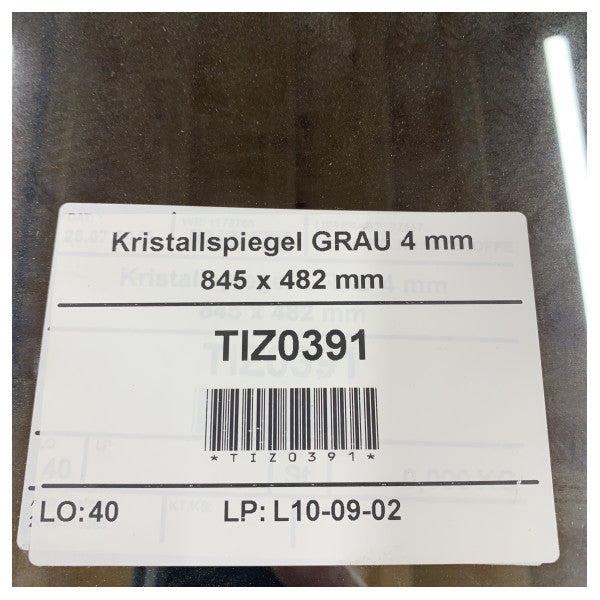 Kristallspiegel GRAU 4 mm
845 x 482 mm
TIZ0391
*TIZ0391*
LO: 40 LP: L10-09-02